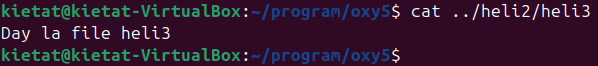 kietat@kietat-VirtualBox:~/program/oxy5$ cat ../heli2/heli3
Day la file heli3
kietat@kietat-VirtualBox:~/program/oxy5$